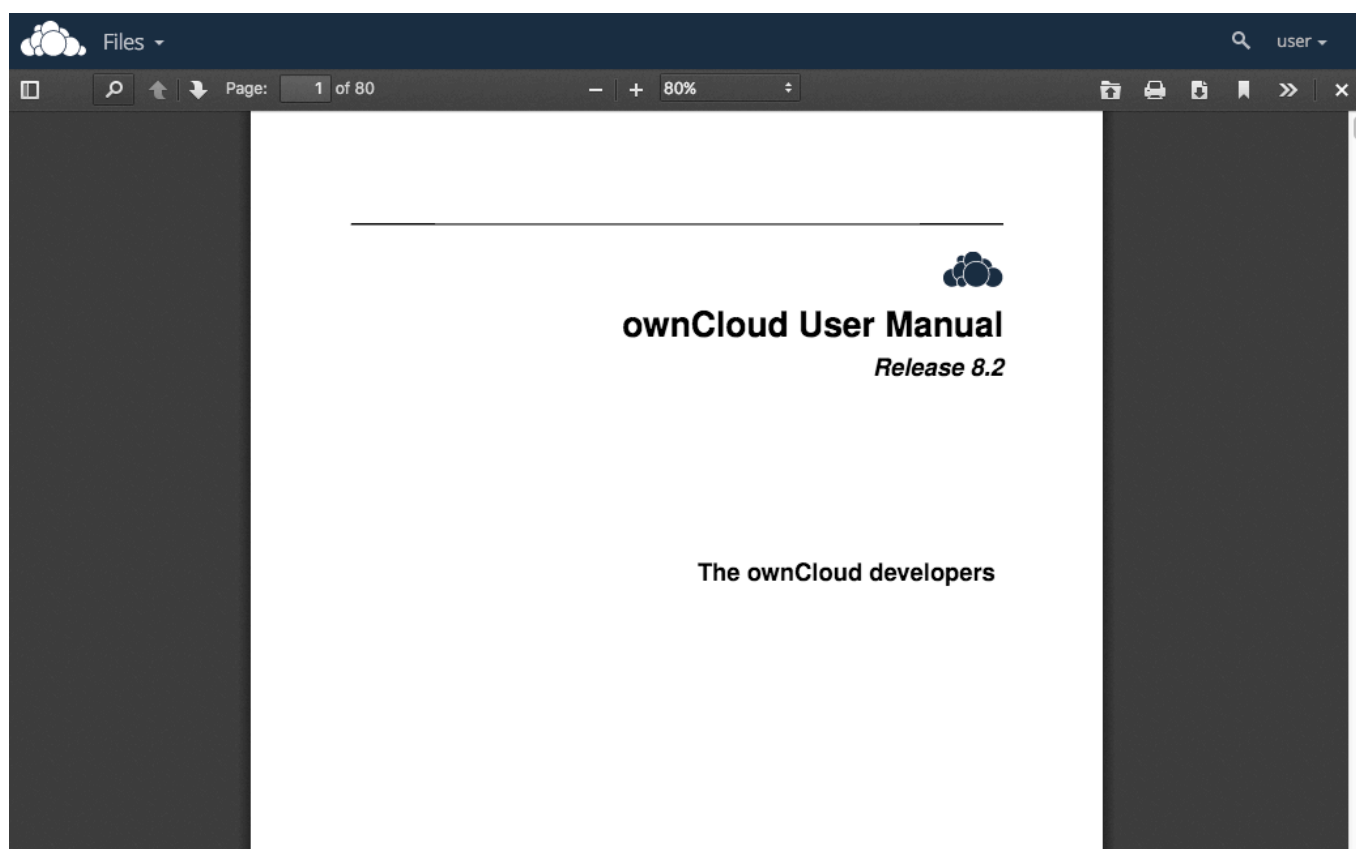 Files
user
Page: 1 of 80
80%
ownCloud User Manual
Release 8.2
The ownCloud developers